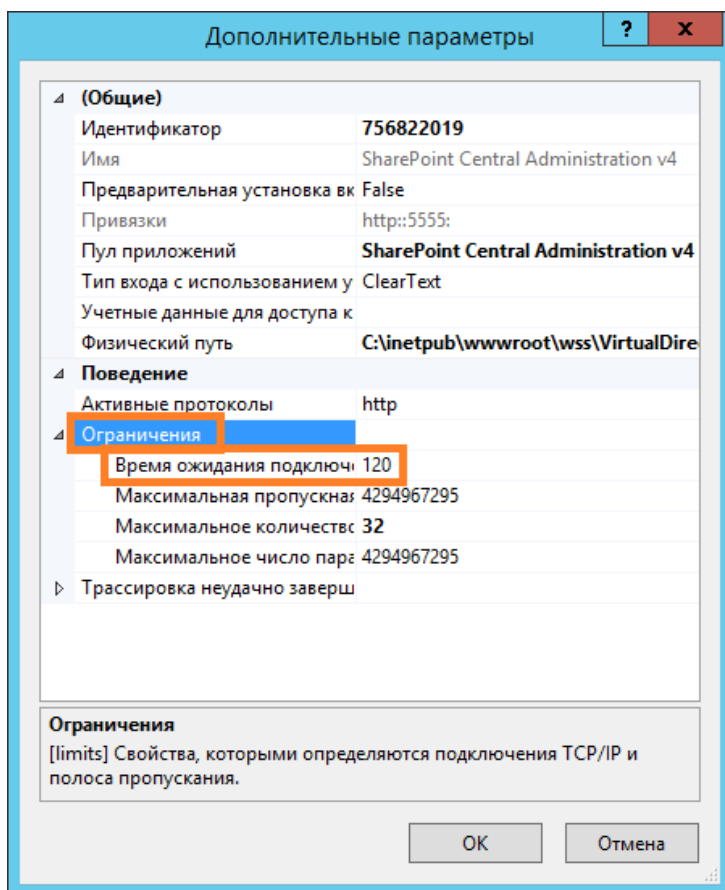 Дополнительные параметры
?
x
(Общие)
Идентификатор 756822019
Имя SharePoint Central Administration v4
Предварительная установка вк False
Привязки http::5555:
Пул приложений SharePoint Central Administration v4
Тип входа с использованием у ClearText
Учетные данные для доступа к
Физический путь C:\inetpub\wwwroot\wss\VirtualDire
Поведение
Активные протоколы http
Ограничения
Время ожидания подключ 120
Максимальная пропускная 4294967295
Максимальное количество 32
Максимальное число пара 4294967295
Трассировка неудачно заверш
Ограничения
[limits] Свойства, которыми определяются подключения TCP/IP и
полоса пропускания.
ОК
Отмена